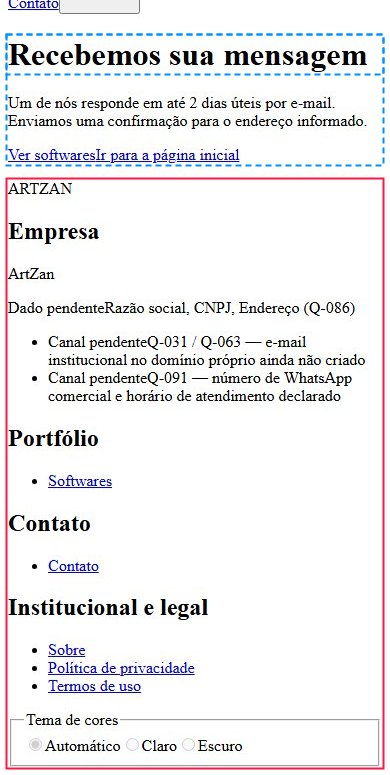 Contato
Recebemos sua mensagem
Um de nós responde em até 2 dias úteis por e-mail.
Enviamos uma confirmação para o endereço informado.
Ver softwaresIr para a página inicial
ARTZAN
Empresa
ArtZan
Dado pendenteRazão social, CNPJ, Endereço (Q-086)
Canal pendenteQ-031 / Q-063 — e-mail
institucional no domínio próprio ainda não criado
Canal pendenteQ-091 — número de WhatsApp
comercial e horário de atendimento declarado
Portfólio
Softwares
Contato
Contato
Institucional e legal
Sobre
Política de privacidade
Termos de uso
Tema de cores
Automático Claro Escuro